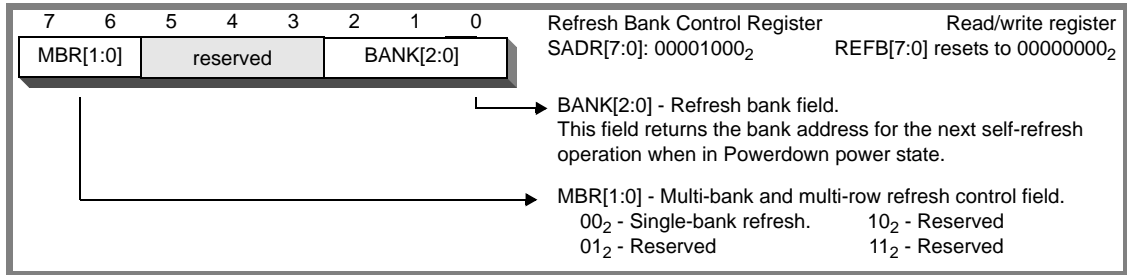 7 6 5 4 3 2 1 0
MBR[1:0] reserved BANK[2:0]
Refresh Bank Control Register Read/write register
SADR[7:0]: 00001000₂ REFB[7:0] resets to 00000000₂
BANK[2:0] - Refresh bank field.
This field returns the bank address for the next self-refresh
operation when in Powerdown power state.
MBR[1:0] - Multi-bank and multi-row refresh control field.
00₂ - Single-bank refresh. 10₂ - Reserved
01₂ - Reserved 11₂ - Reserved